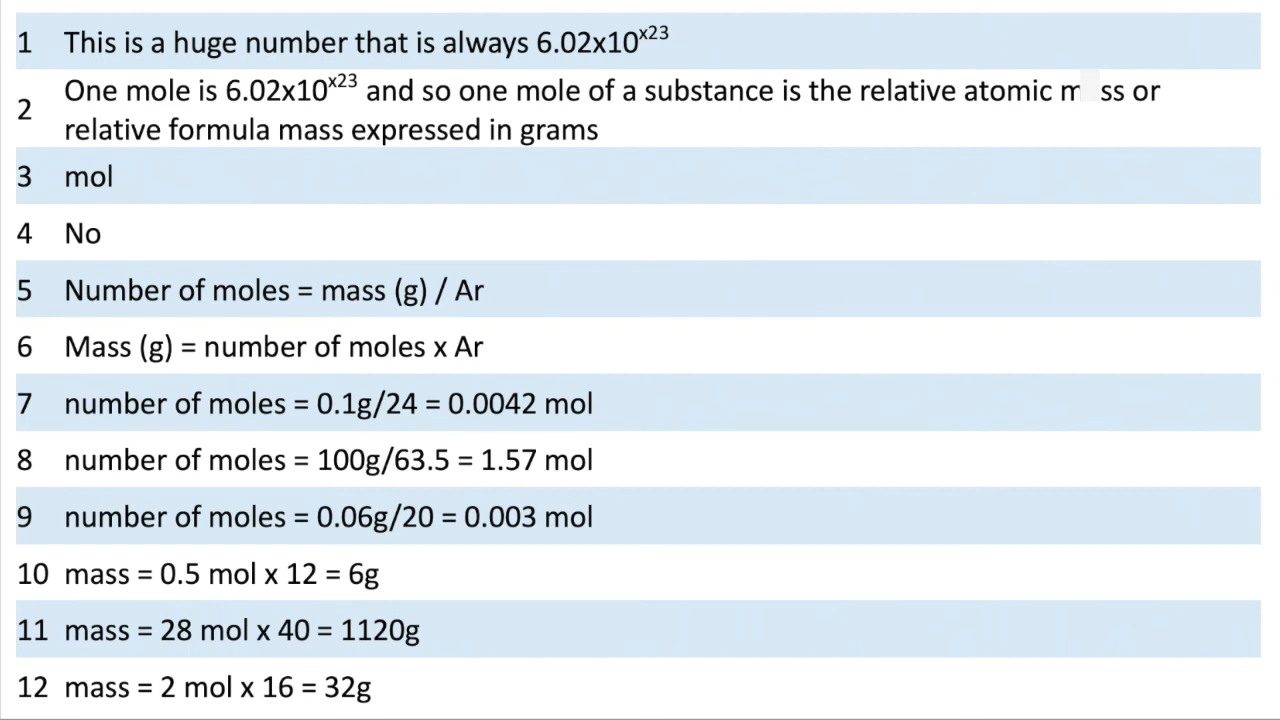 1 This is a huge number that is always 6.02x10ˣ²³
One mole is 6.02x10ˣ²³ and so one mole of a substance is the relative atomic or
2
relative formula mass expressed in grams
3 mol
4 No
5 Number of moles = mass (g) / Ar
6 Mass (g) = number of moles x Ar
7 number of moles = 0.1g/24 = 0.0042 mol
8 number of moles = 100g/63.5 = 1.57 mol
9 number of moles = 0.06g/20 = 0.003 mol
10 mass = 0.5 mol x 12 = 6g
11 mass = 28 mol x 40 = 1120g
12 mass = 2 mol x 16 = 32g